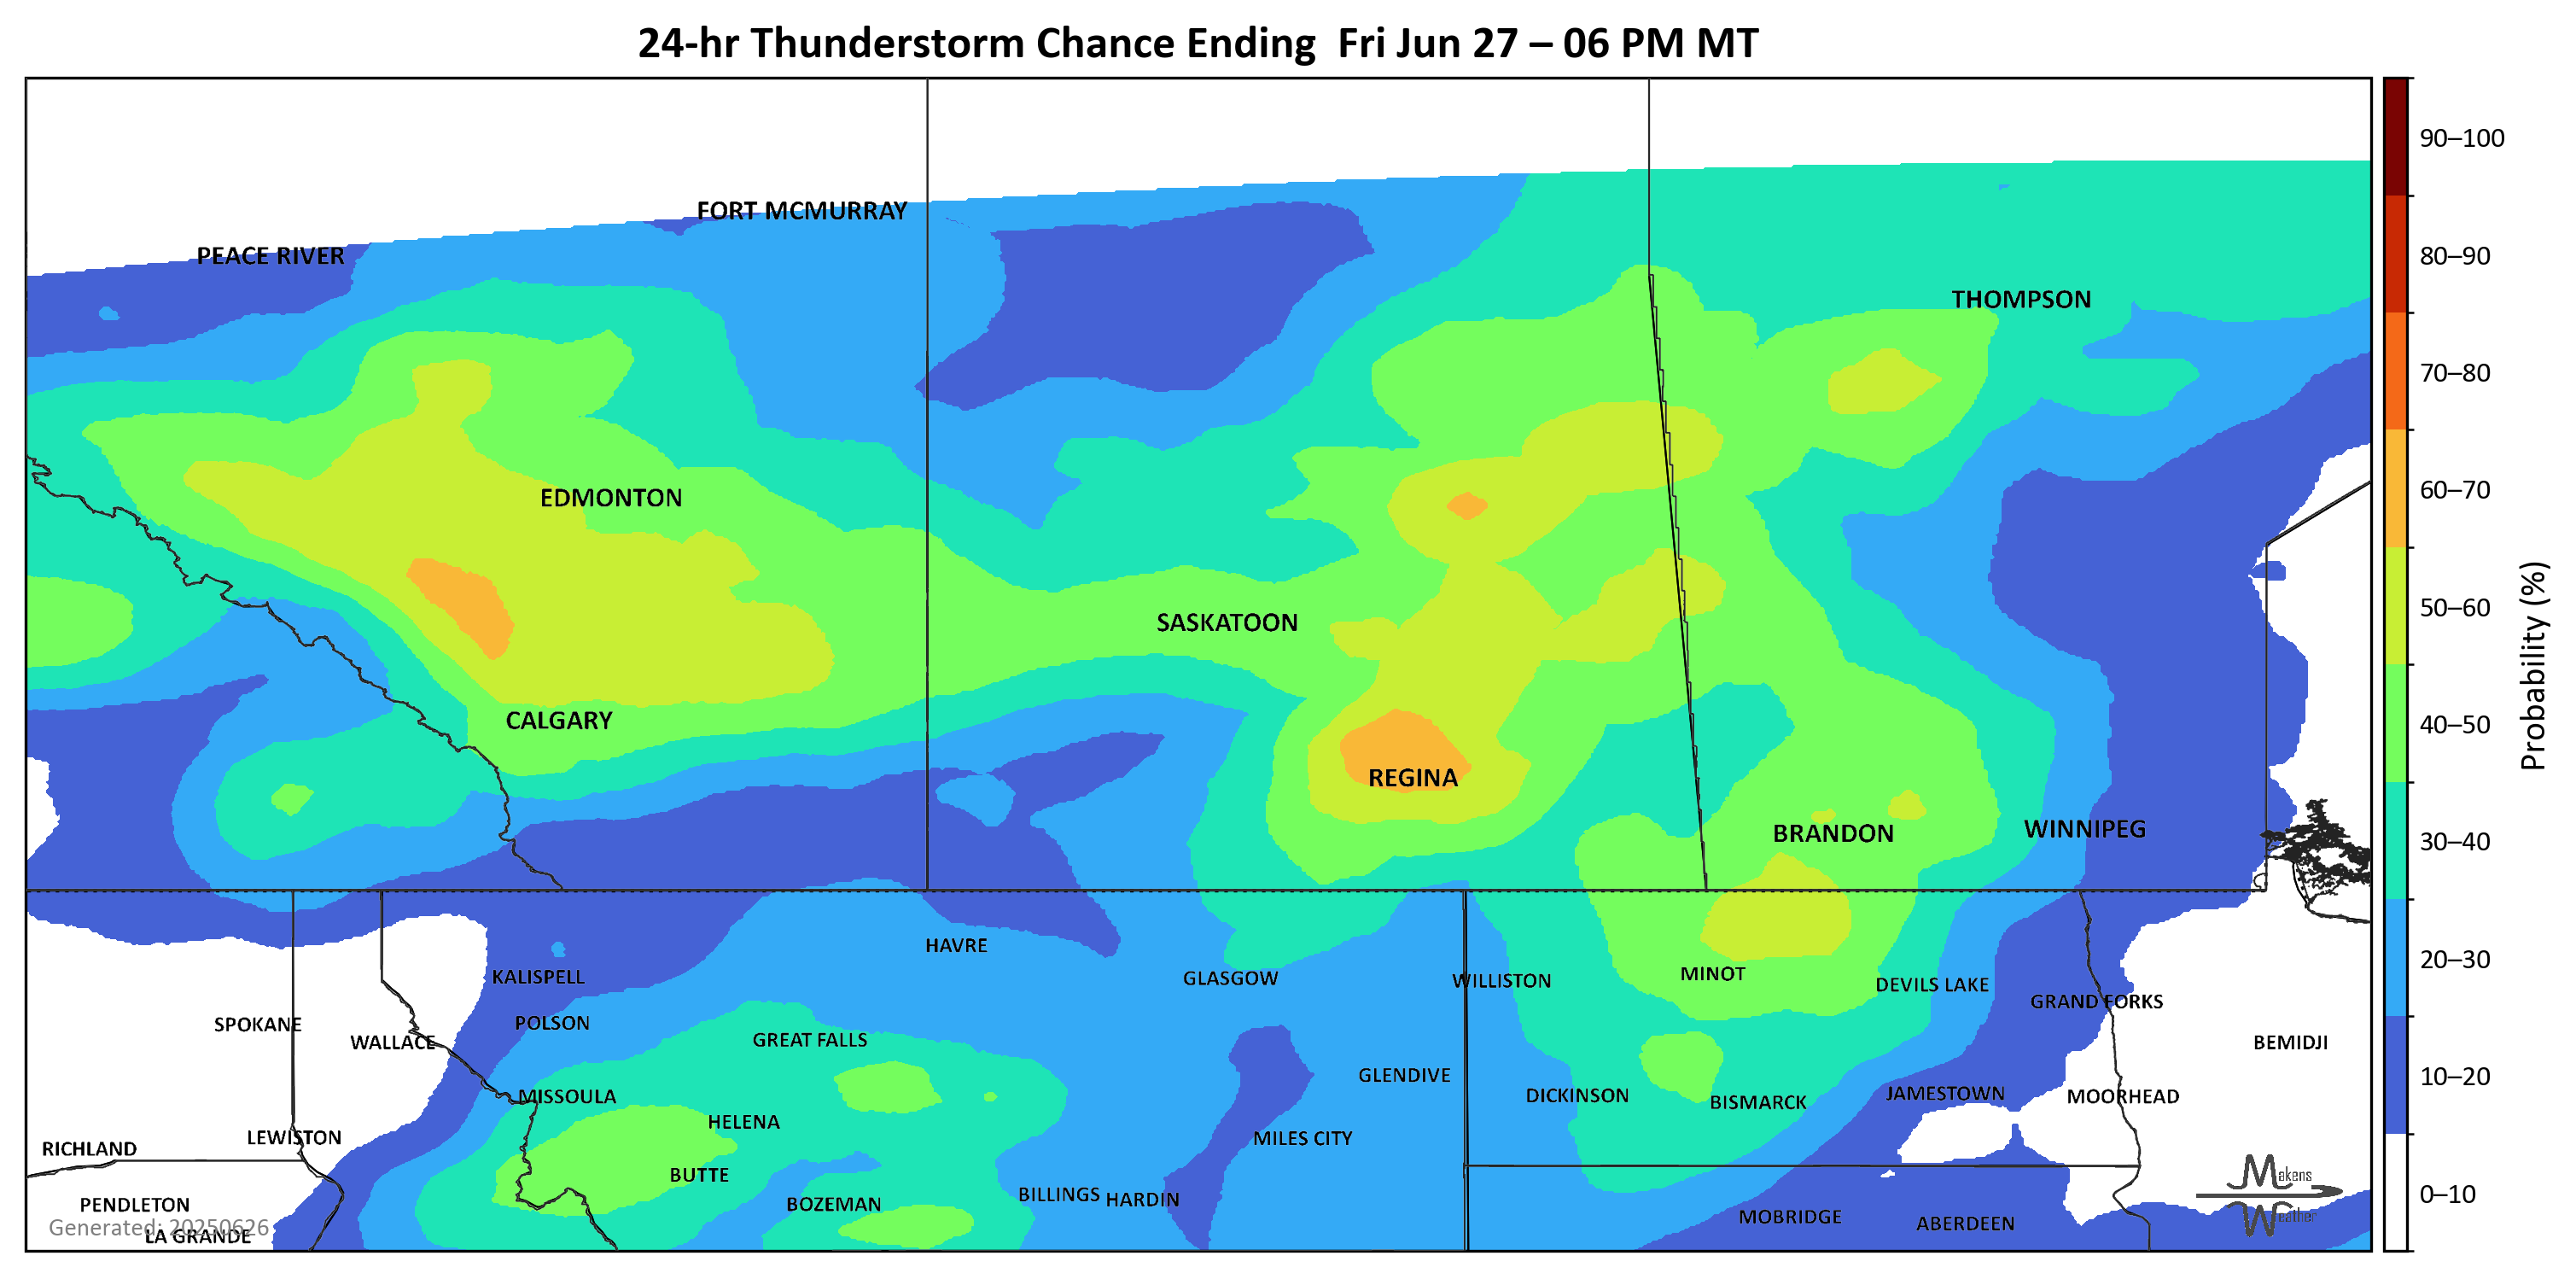 24-hr Thunderstorm Chance Ending  Fri Jun 27 – 06 PM MT
90–100
FORT MCMURRAY
PEACE RIVER
80–90
THOMPSON
70–80
60–70
EDMONTON
50–60
SASKATOON
Probability (%)
CALGARY
40–50
REGINA
BRANDON
WINNIPEG
30–40
HAVRE
20–30
KALISPELL
GLASGOW
WILLISTON
MINOT
DEVILS LAKE
GRAND FORKS
SPOKANE
POLSON
WALLACE
GREAT FALLS
BEMIDJI
GLENDIVE
10–20
MISSOULA
DICKINSON
BISMARCK
JAMESTOWN
MOORHEAD
HELENA
LEWISTON
MILES CITY
RICHLAND
BUTTE
Makens
Weather
PENDLETON
BOZEMAN
BILLINGS
HARDIN
0–10
MOBRIDGE
ABERDEEN
Generated: 20250626
LA GRANDE